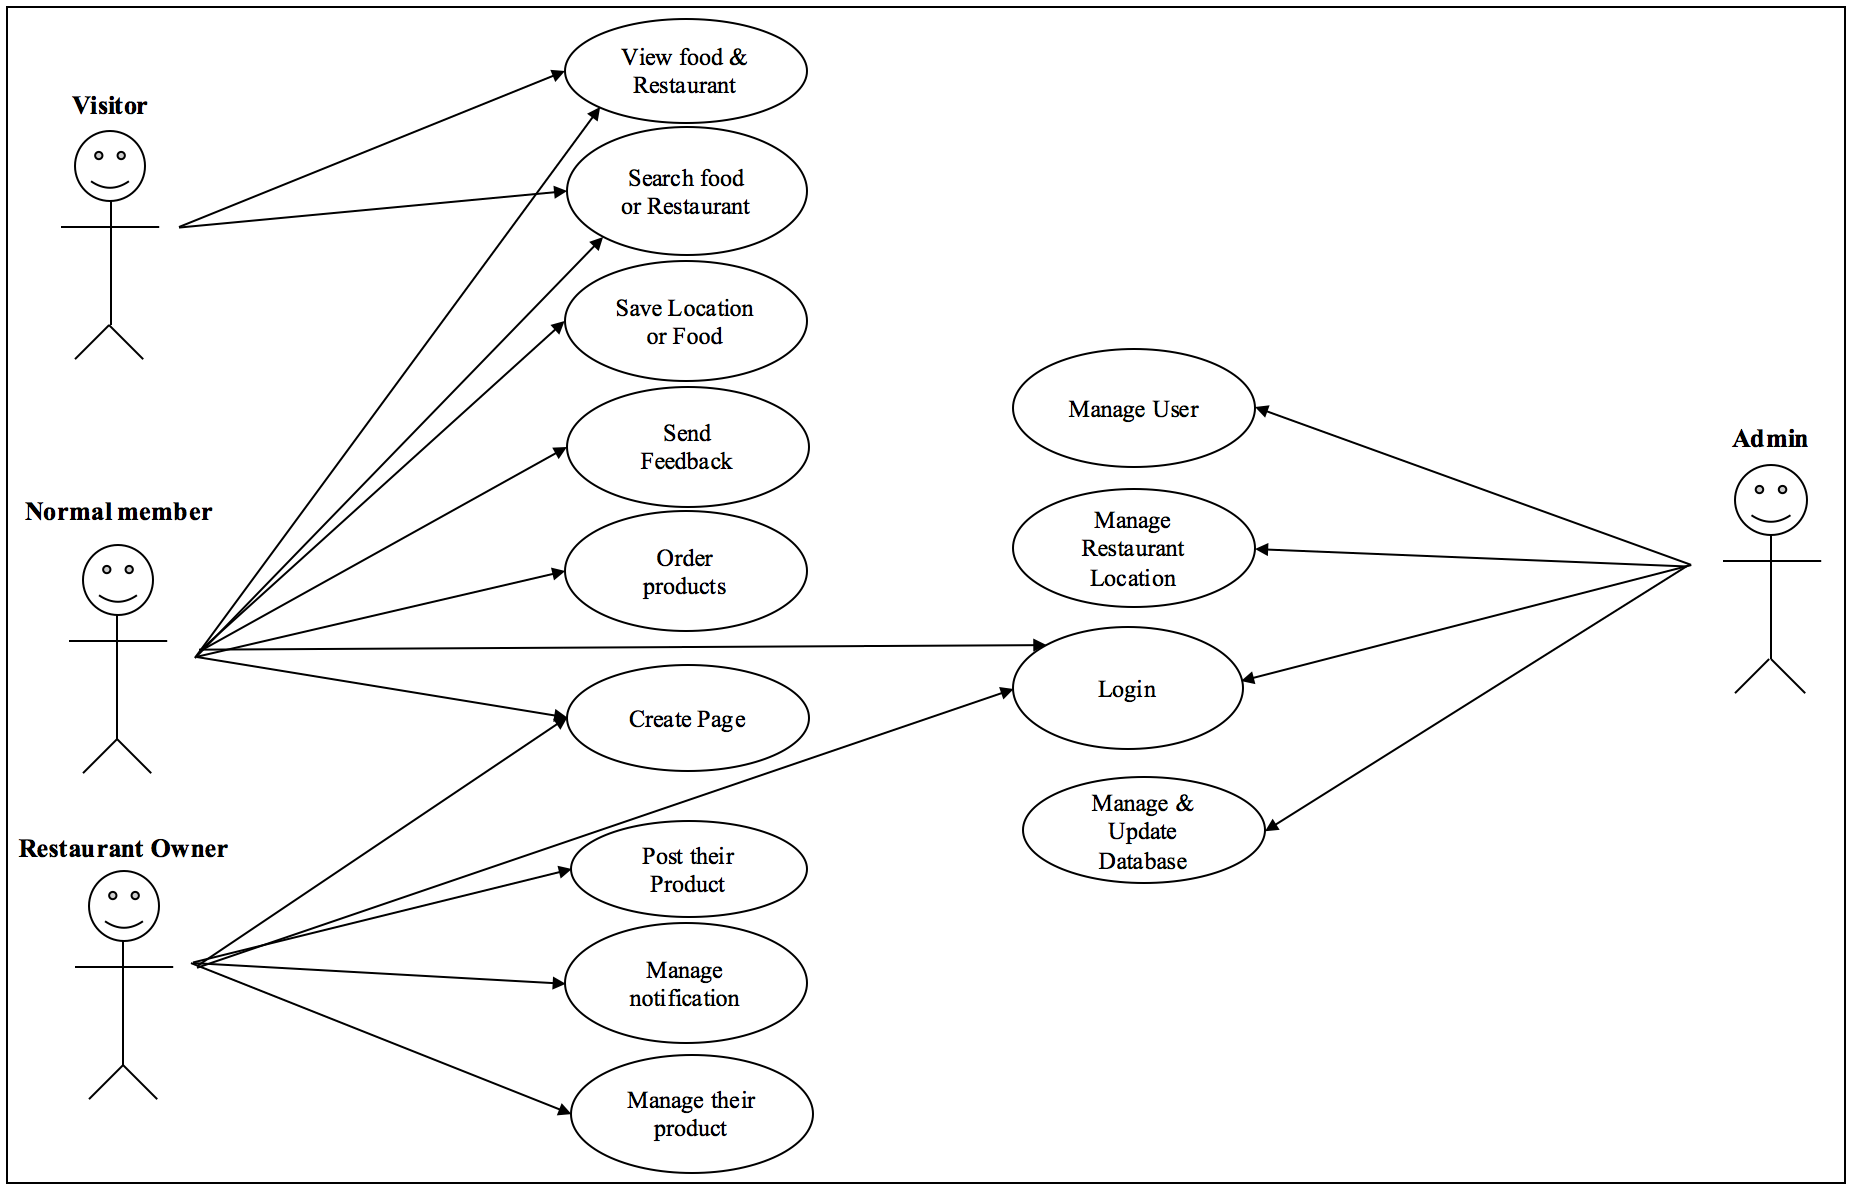 View food &
Restaurant
Visitor
Search food
or Restaurant
Save Location
or Food
Manage User
Send
Feedback
Admin
Normal member
Manage
Restaurant
Location
Order
products
Login
Create Page
Manage &
Update
Database
Restaurant Owner
Post their
Product
Manage
notification
Manage their
product